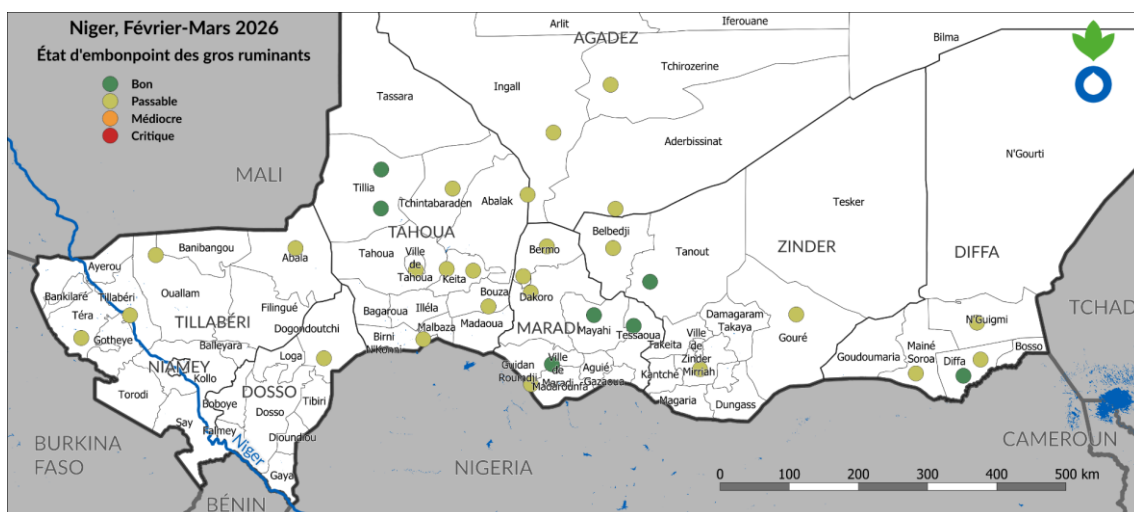 Niger, Février-Mars 2026
État d'embonpoint des gros ruminants
Bon
Passable
Médiocre
Critique
Arlit
Iferouane
AGADEZ
Bilma
Tchirozerine
Ingall
Tassara
Aderbissinat
N'Gourti
MALI
Tillia
Tchintabaraden
Abalak
Tesker
TAHOUA
Belbedji
Tanout
ZINDER
DIFFA
Banibangou
Abala
Tahoua
Ville de Tahoua
Keita
Bermo
Ayerou
Ouallam
Filingué
Bankilaré
Tillabéri
Téra
Gotheye
TILLABÉRI
Bagaroua
Illéla
Bouza
Dakoro
TCHAD
Dogondoutchi
Birni N'Konni
Malbaza
Madaoua
MARADI
Mayahi
Tessaoua
Damagaram Takaya
Gouré
N'Guigmi
Balleyara
Takeita
Ville de Zinder
Mirriah
Goudoumaria
Mainé Soroa
Diffa
Bosso
NIAMEY
Kollo
Loga
Guidan Roumdji
Ville de Maradi
Madarounfa
Aguié
Gazaoua
Kantché
Magaria
Dungass
Torodi
DOSSO
Boboye
Tibiri
Dosso
Say
Falmey
Dioundiou
Gaya
Niger
BURKINA
FASO
BÉNIN
NIGERIA
CAMEROUN
0 100 200 300 400 500 km